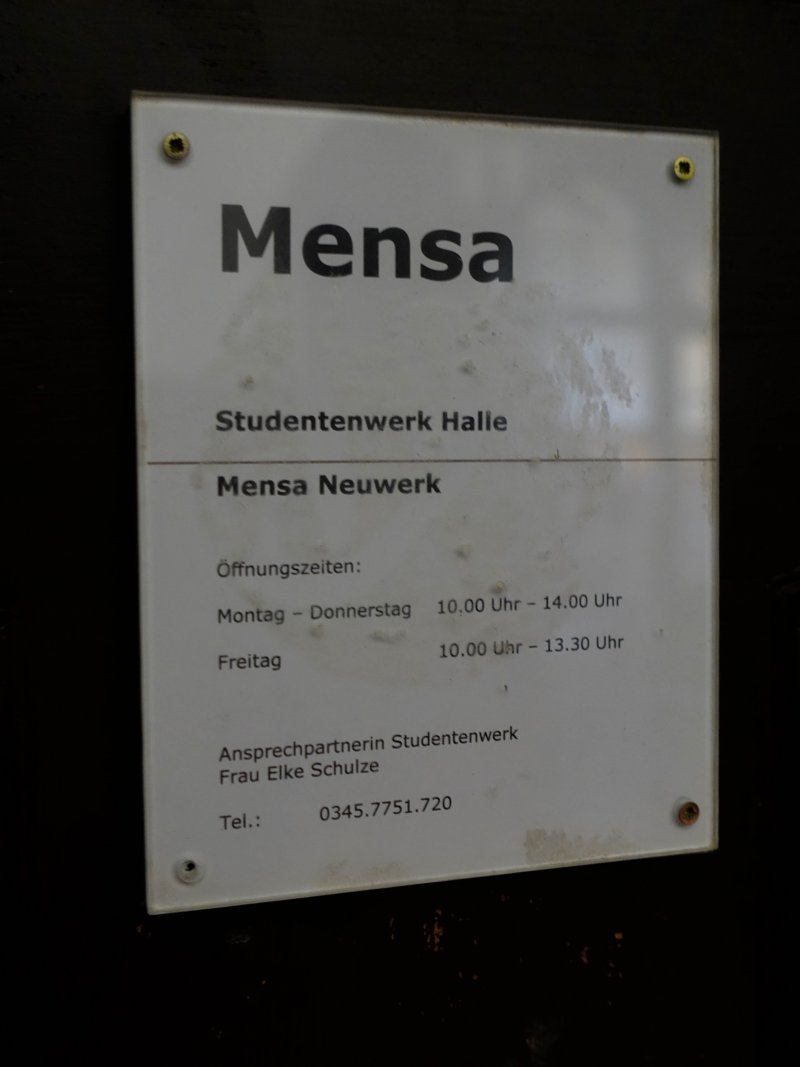 Mensa
Studentenwerk Halle
Mensa Neuwerk
Öffnungszeiten:
Montag – Donnerstag 10.00 Uhr – 14.00 Uhr
Freitag 10.00 Uhr – 13.30 Uhr
Ansprechpartnerin Studentenwerk
Frau Elke Schulze
Tel.: 0345.7751.720